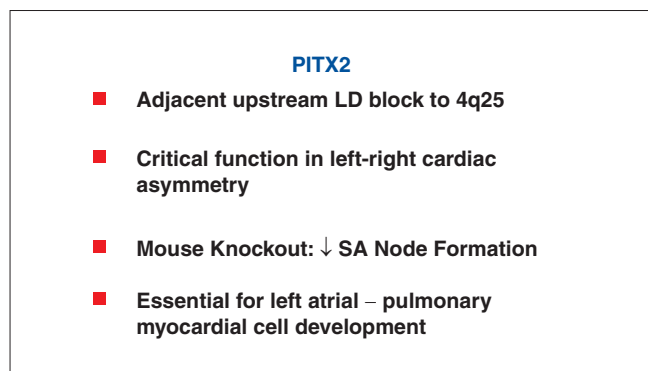 PITX2
Adjacent upstream LD block to 4q25
Critical function in left-right cardiac
asymmetry
Mouse Knockout: ↓ SA Node Formation
Essential for left atrial – pulmonary
myocardial cell development